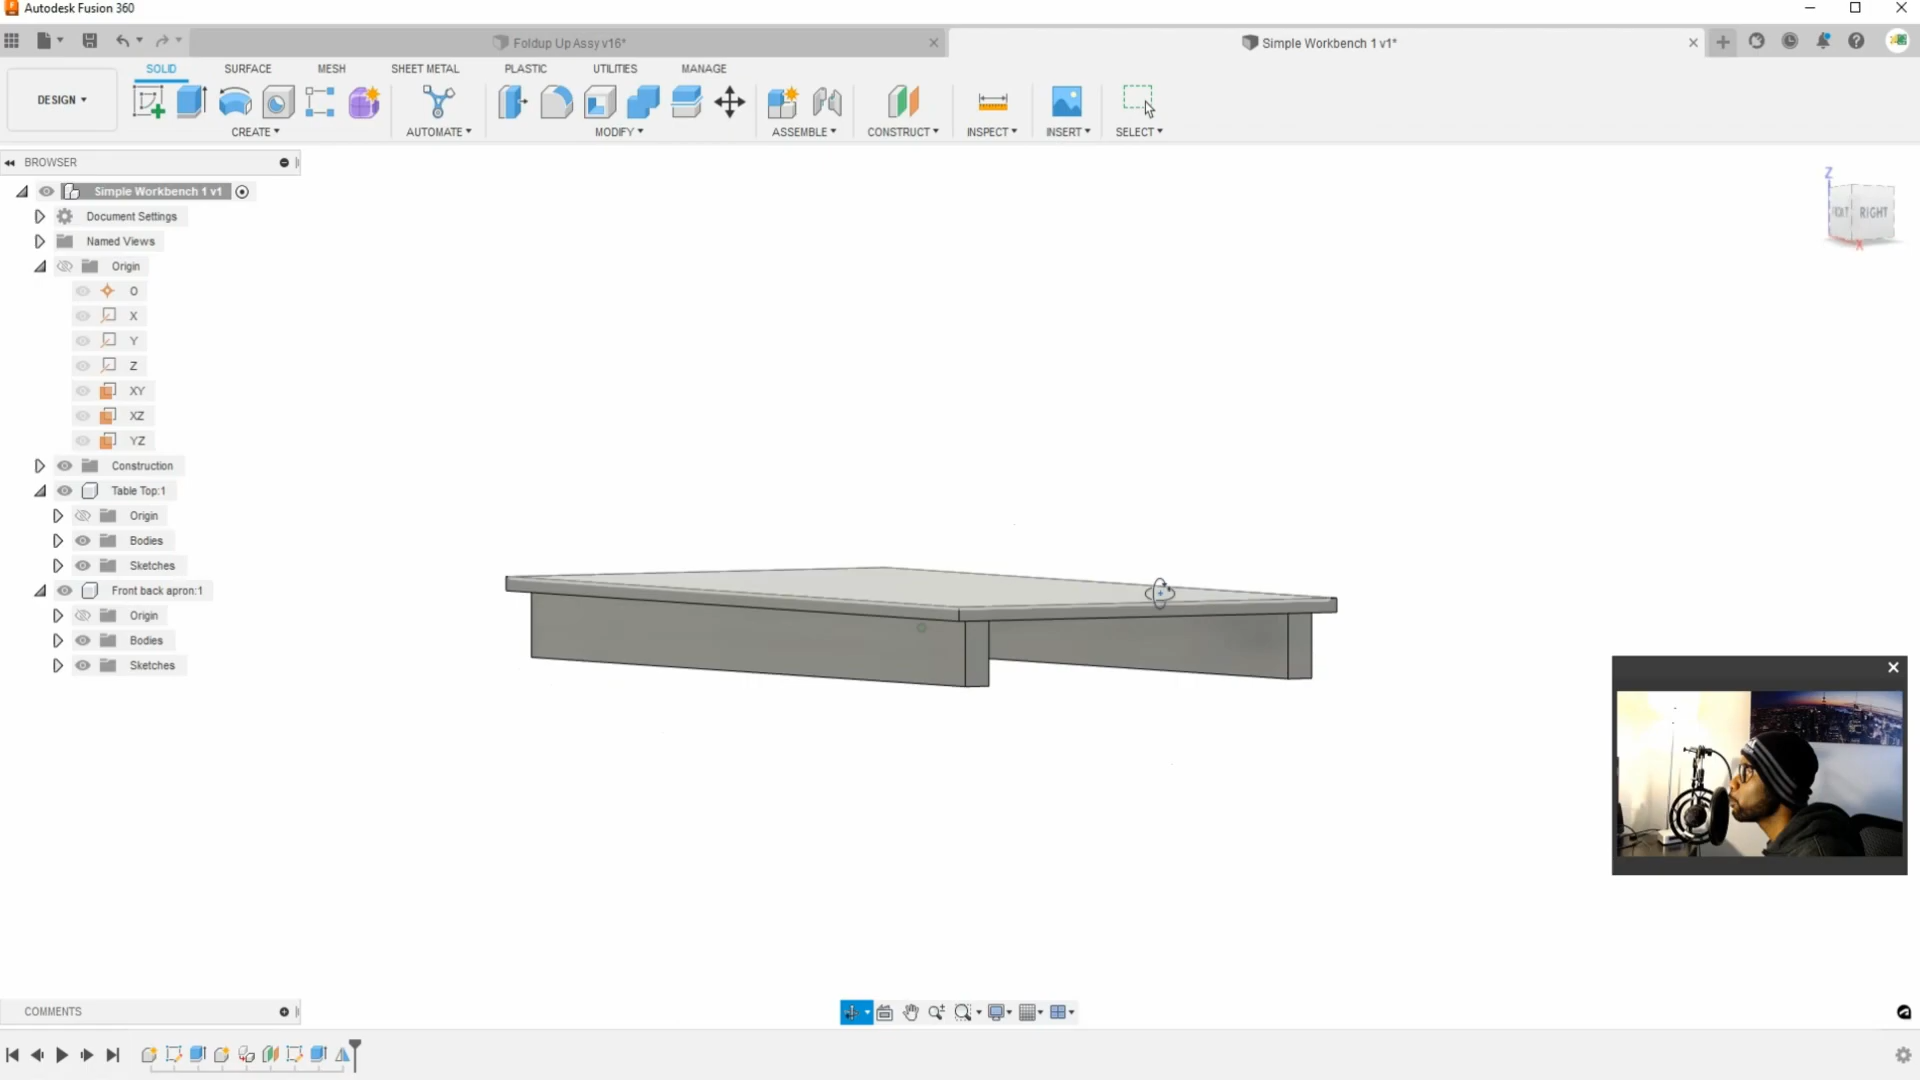 Autodesk Fusion 360
Foldup Up Assy v16*
Simple Workbench 1 v1*
SOLID
SURFACE
MESH
SHEET METAL
PLASTIC
UTILITIES
MANAGE
DESIGN
CREATE
AUTOMATE
MODIFY
ASSEMBLE
CONSTRUCT
INSPECT
INSERT
SELECT
BROWSER
Simple Workbench 1 v1
Document Settings
Named Views
Origin
O
X
Y
Z
XY
XZ
YZ
Construction
Table Top:1
Origin
Bodies
Sketches
Front back apron:1
Origin
Bodies
Sketches
Z
RIGHT
X
COMMENTS